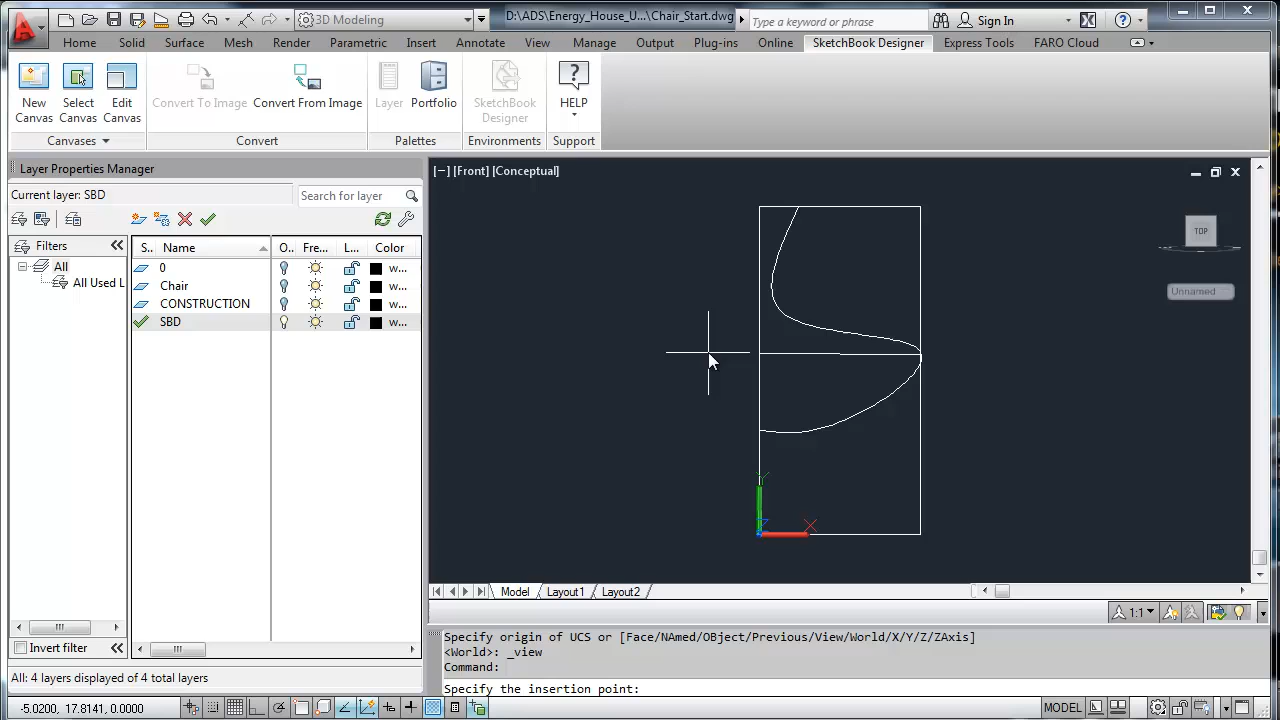 3D Modeling
D:\ADS\Energy_House_U...\Chair_Start.dwg
Type a keyword or phrase
Sign In
Home Solid Surface Mesh Render Parametric Insert Annotate View Manage Output Plug-ins Online SketchBook Designer Express Tools FARO Cloud
New Canvas
Select Canvas
Edit Canvas
Convert To Image
Convert From Image
Layer
Portfolio
SketchBook Designer
HELP
Canvases Convert Palettes Environments Support
Layer Properties Manager
Current layer: SBD
Search for layer
Filters
All
All Used L
S.. Name O.. Fre... L... Color
0 w...
Chair w...
CONSTRUCTION w...
SBD w...
Invert filter
All: 4 layers displayed of 4 total layers
[−] [Front] [Conceptual]
TOP
Unnamed
Y
X
Z
Model Layout1 Layout2
1:1
Specify origin of UCS or [Face/NAmed/OBject/Previous/View/World/X/Y/Z/ZAxis]
<World>: _view
Command:
Specify the insertion point:
-5.0200, 17.8141, 0.0000
MODEL